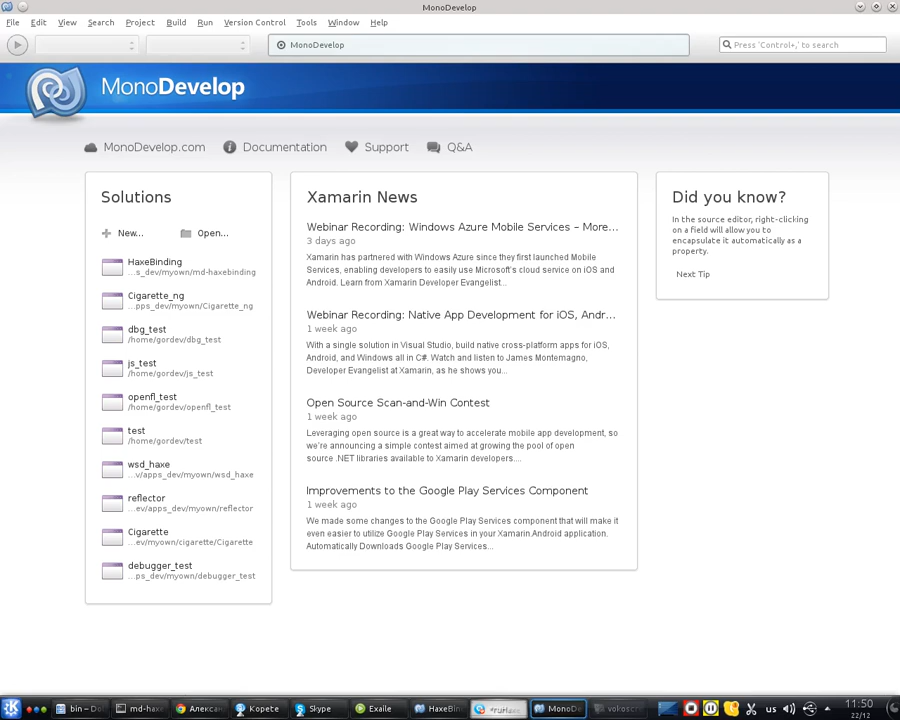 MonoDevelop
File Edit View Search Project Build Run Version Control Tools Window Help
MonoDevelop
Press 'Control+,' to search
MonoDevelop
MonoDevelop.com Documentation Support Q&A
Solutions
New... Open...
HaxeBinding
...s_dev/myown/md-haxebinding
Cigarette_ng
...pps_dev/myown/Cigarette_ng
dbg_test
/home/gordev/dbg_test
js_test
/home/gordev/js_test
openfl_test
/home/gordev/openfl_test
test
/home/gordev/test
wsd_haxe
...v/apps_dev/myown/wsd_haxe
reflector
...ev/apps_dev/myown/reflector
Cigarette
...ev/myown/cigarette/Cigarette
debugger_test
...ps_dev/myown/debugger_test
Xamarin News
Webinar Recording: Windows Azure Mobile Services – More...
3 days ago
Xamarin has partnered with Windows Azure since they first launched Mobile
Services, enabling developers to easily use Microsoft's cloud service on iOS and
Android. Learn from Xamarin Developer Evangelist...
Webinar Recording: Native App Development for iOS, Andr...
1 week ago
With a single solution in Visual Studio, build native cross-platform apps for iOS,
Android, and Windows all in C#. Watch and listen to James Montemagno,
Developer Evangelist at Xamarin, as he shows you...
Open Source Scan-and-Win Contest
1 week ago
Leveraging open source is a great way to accelerate mobile app development, so
we're announcing a simple contest aimed at growing the pool of open
source .NET libraries available to Xamarin developers....
Improvements to the Google Play Services Component
1 week ago
We made some changes to the Google Play Services component that will make it
even easier to utilize Google Play Services in your Xamarin.Android application.
Automatically Downloads Google Play Services...
Did you know?
In the source editor, right-clicking
on a field will allow you to
encapsulate it automatically as a
property.
Next Tip
bin – Do md-haxe Алексан Kopete Skype Exaile HaxeBin MonoDe vokosc us 11:50
22/12